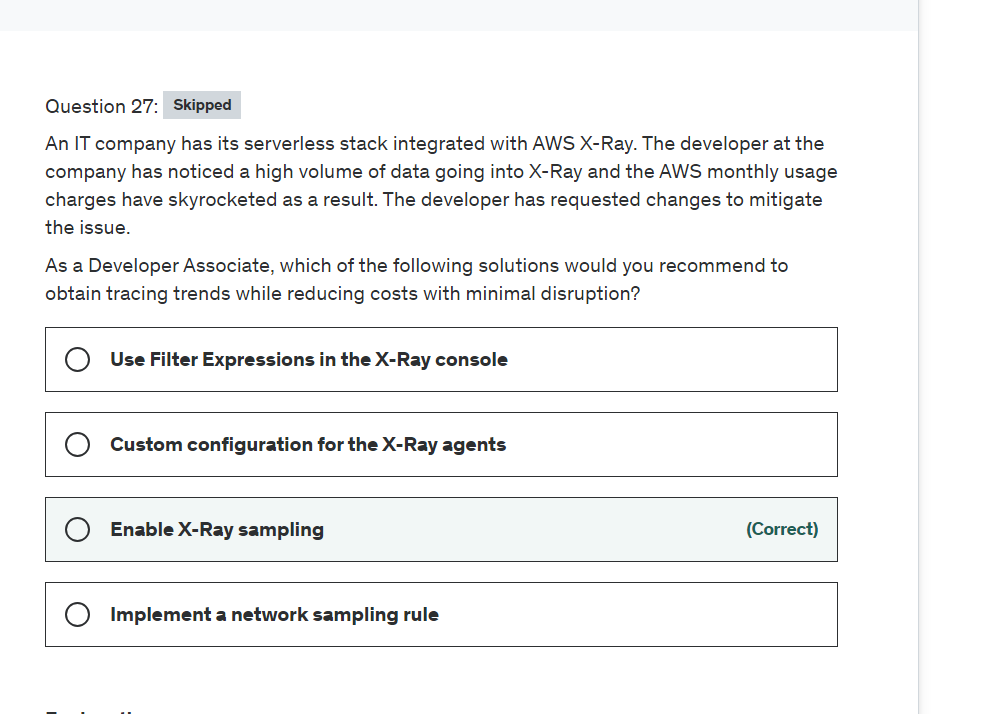 Question 27: Skipped
An IT company has its serverless stack integrated with AWS X-Ray. The developer at the
company has noticed a high volume of data going into X-Ray and the AWS monthly usage
charges have skyrocketed as a result. The developer has requested changes to mitigate
the issue.
As a Developer Associate, which of the following solutions would you recommend to
obtain tracing trends while reducing costs with minimal disruption?
Use Filter Expressions in the X-Ray console
Custom configuration for the X-Ray agents
Enable X-Ray sampling (Correct)
Implement a network sampling rule